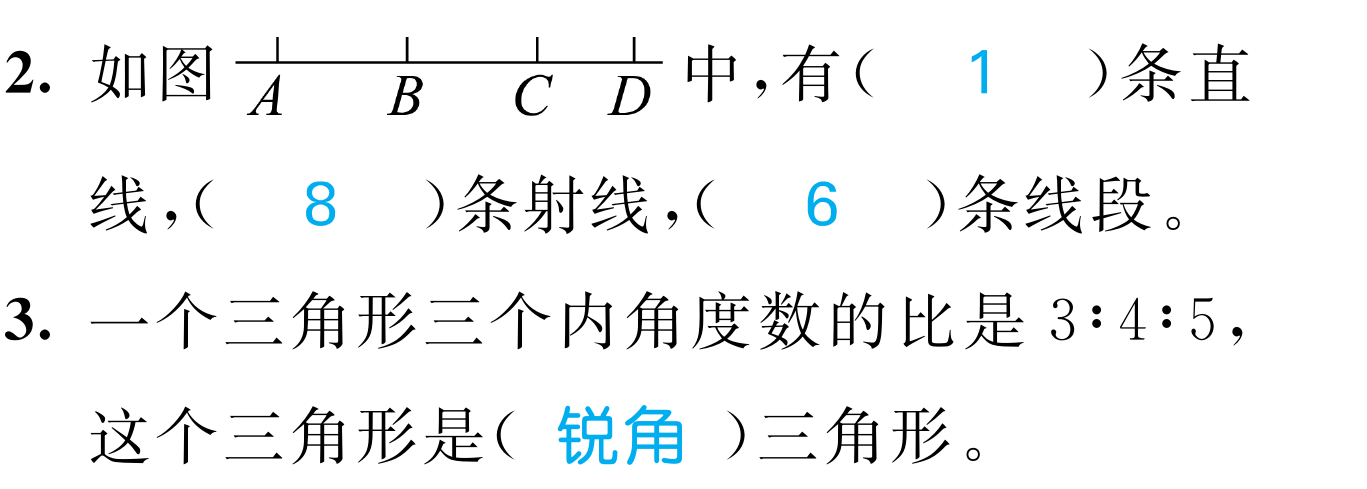 2. 如图 A B C D 中,有( 1 )条直
线,( 8 )条射线,( 6 )条线段。
3. 一个三角形三个内角度数的比是 3∶4∶5,
这个三角形是( 锐角 )三角形。